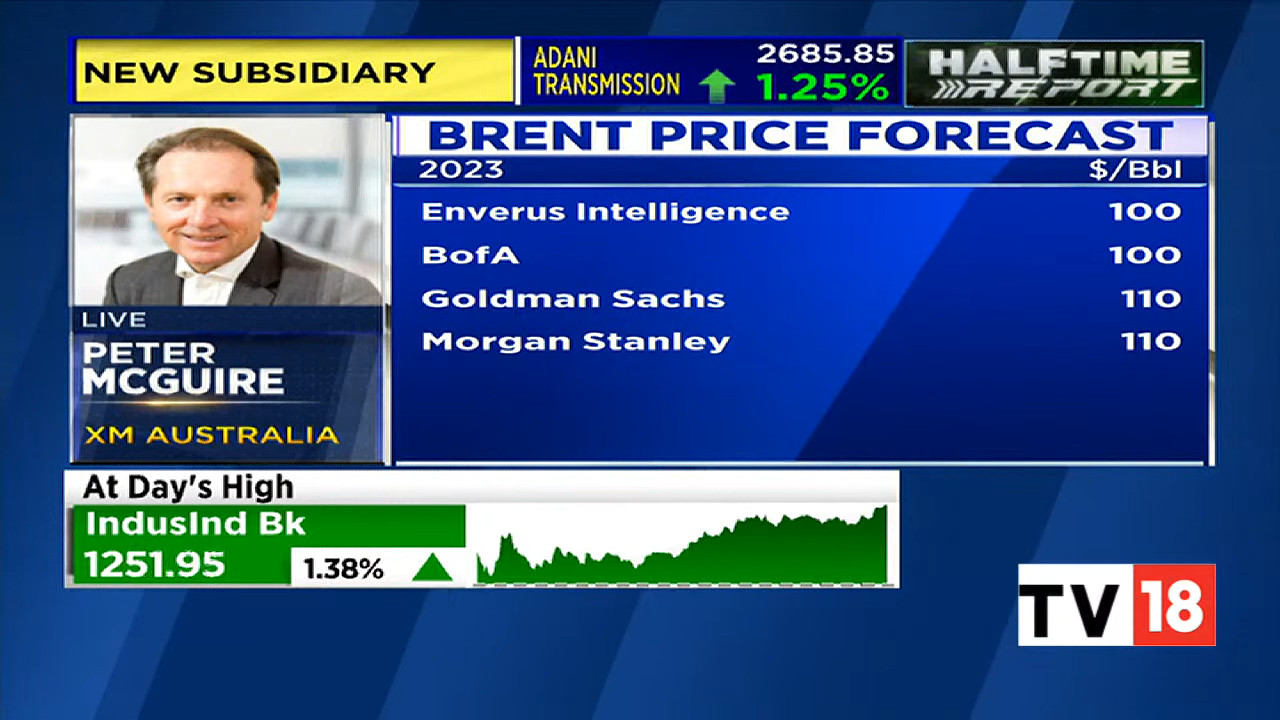 NEW SUBSIDIARY
ADANI TRANSMISSION
2685.85
1.25%
HALFTIME
REPORT
BRENT PRICE FORECAST
2023 $/Bbl
Enverus Intelligence 100
BofA 100
Goldman Sachs 110
Morgan Stanley 110
LIVE
PETER
MCGUIRE
XM AUSTRALIA
At Day's High
IndusInd Bk
1251.95 1.38%
TV18